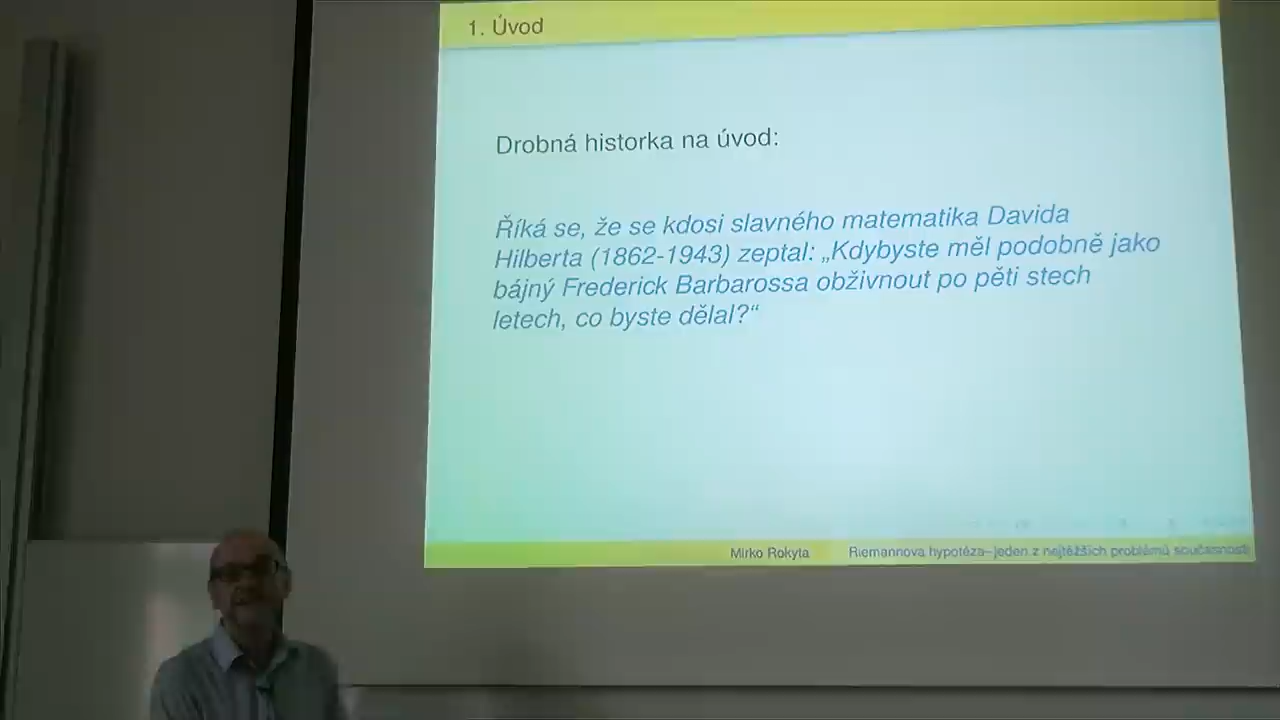 1. Úvod
Drobná historka na úvod:
Říká se, že se kdosi slavného matematika Davida
Hilberta (1862-1943) zeptal: „Kdybyste měl podobně jako
bájný Frederick Barbarossa obživnout po pěti stech
letech, co byste dělal?“
Mirko Rokyta Riemannova hypotéza–jeden z nejtěžších problémů současnosti